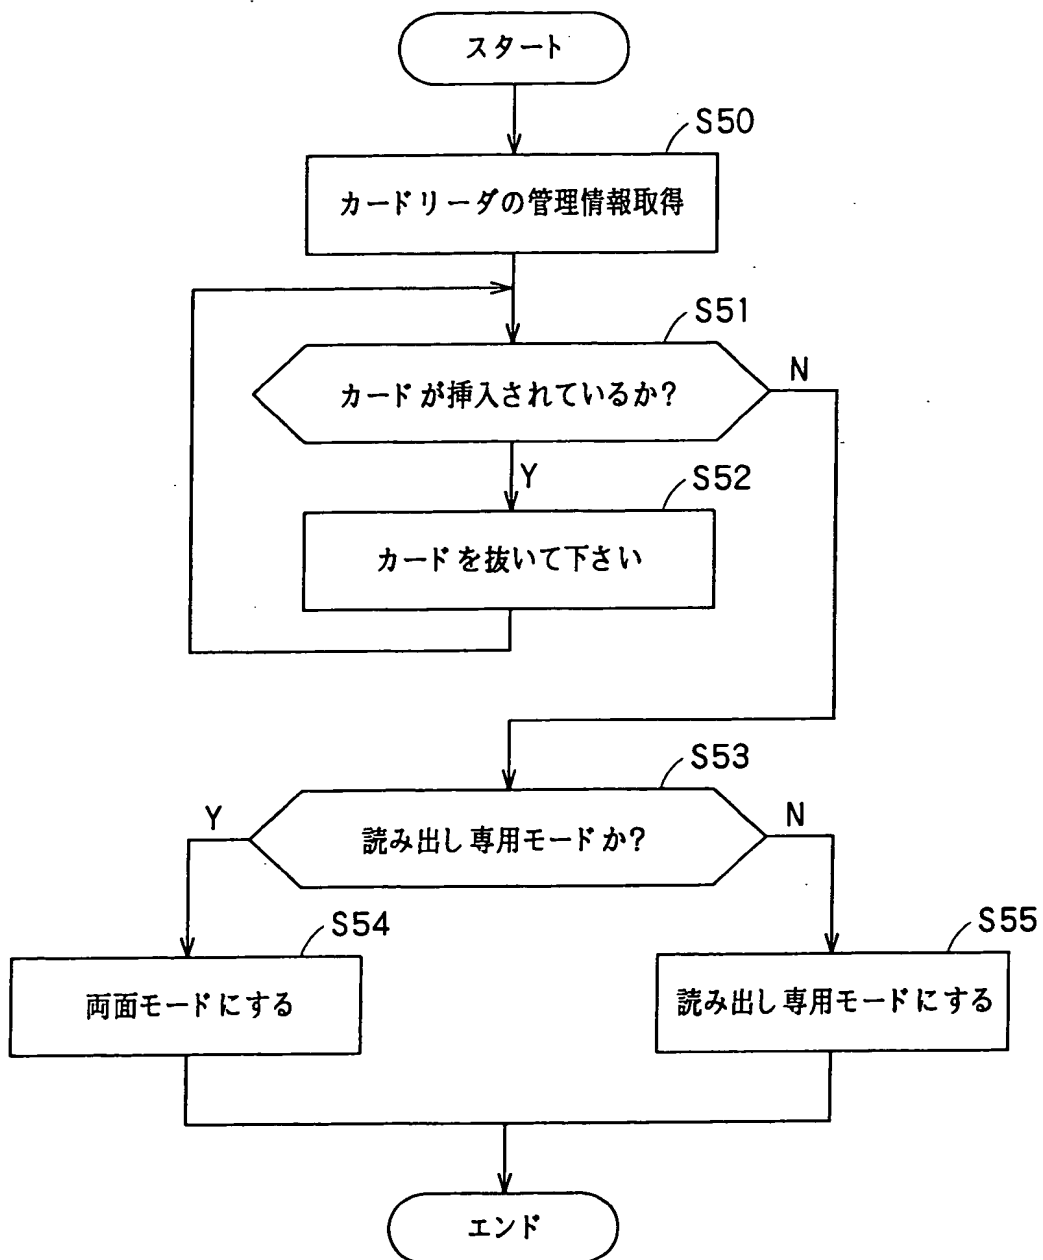 スタート
S50
カードリーダの管理情報取得
S51
カードが挿入されているか?
N
Y
S52
カードを抜いて下さい
S53
Y
読み出し専用モードか?
N
S54
両面モードにする
S55
読み出し専用モードにする
エンド